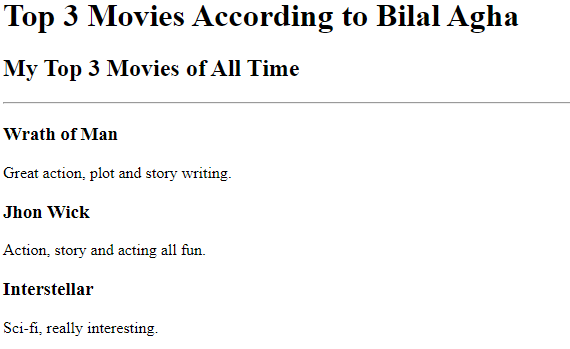 Top 3 Movies According to Bilal Agha
My Top 3 Movies of All Time
Wrath of Man
Great action, plot and story writing.
Jhon Wick
Action, story and acting all fun.
Interstellar
Sci-fi, really interesting.